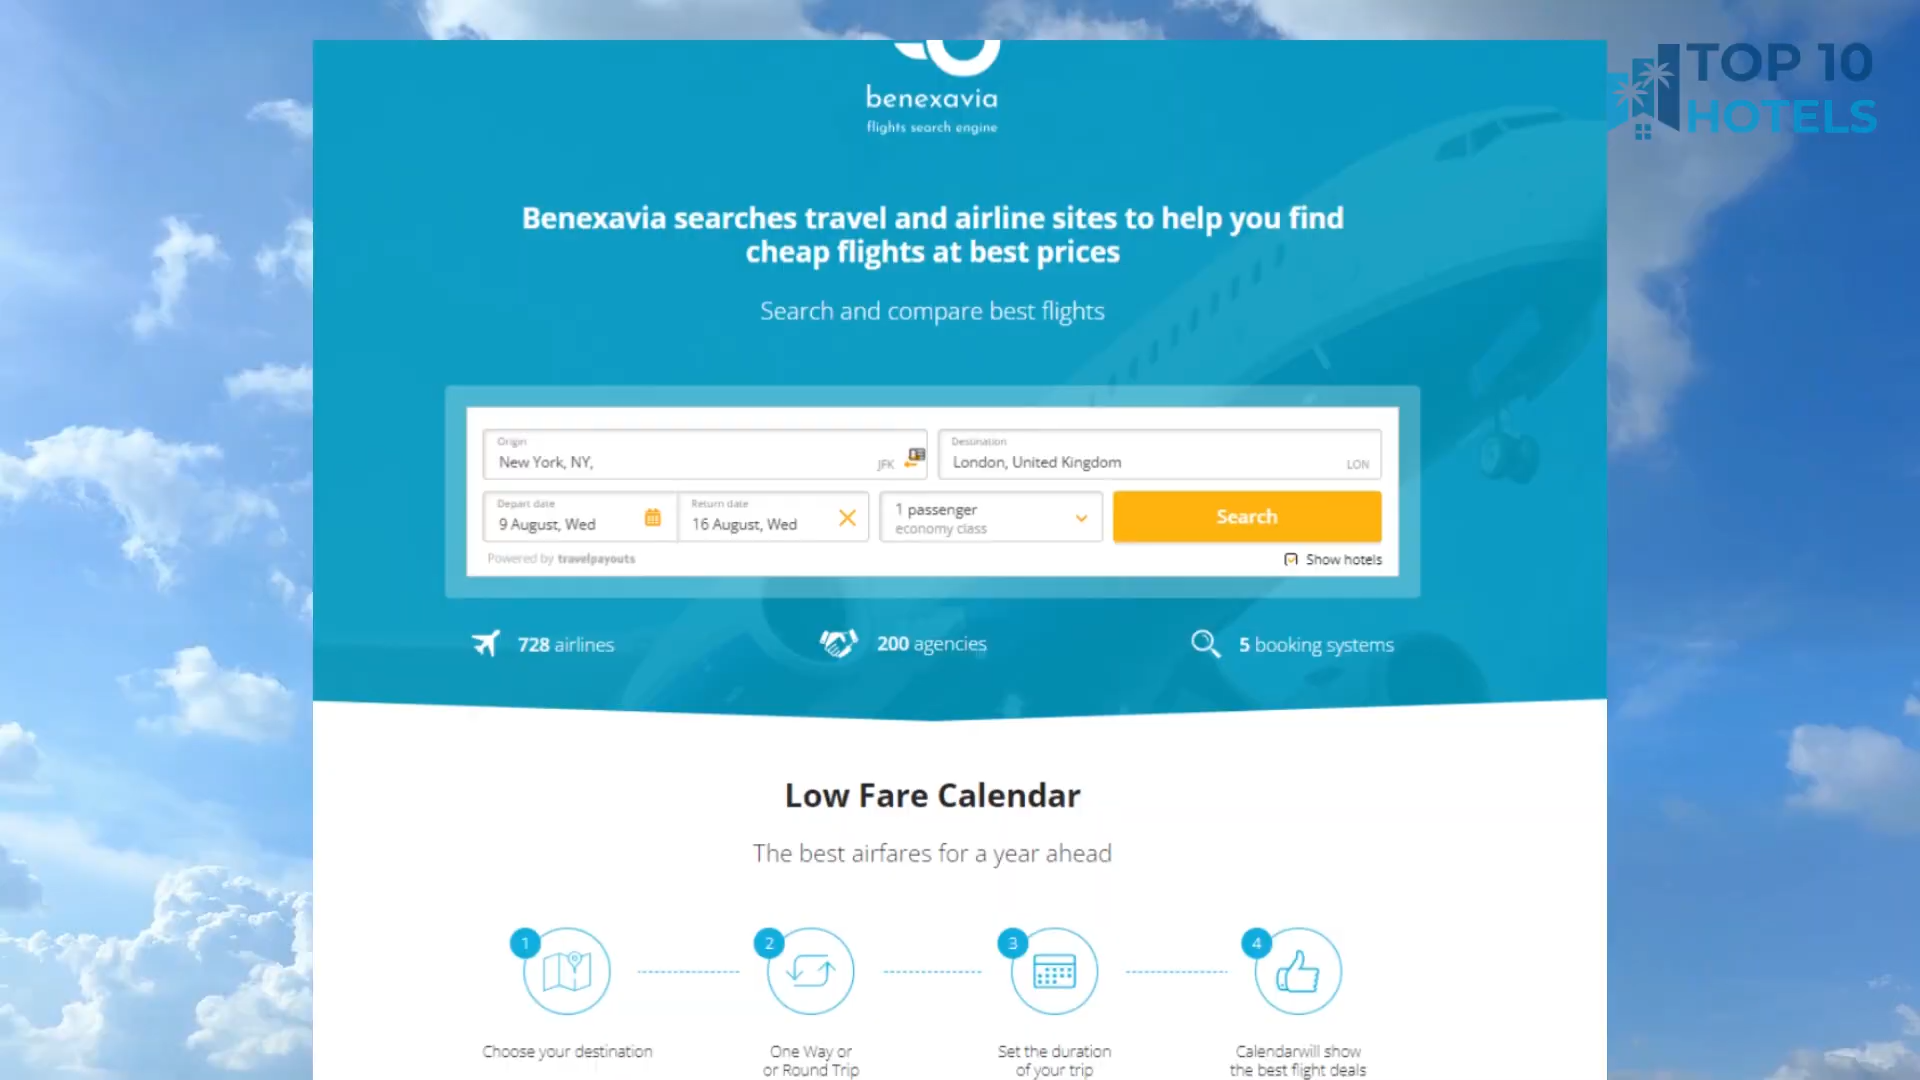 TOP 10
HOTELS
benexavia
flights search engine
Benexavia searches travel and airline sites to help you find
cheap flights at best prices
Search and compare best flights
Origin
New York, NY,
JFK
Destination
London, United Kingdom
LON
Depart date
9 August, Wed
Return date
16 August, Wed
1 passenger
economy class
Search
Powered by travelpayouts
Show hotels
728 airlines
200 agencies
5 booking systems
Low Fare Calendar
The best airfares for a year ahead
1
2
3
4
Choose your destination
One Way or
or Round Trip
Set the duration
of your trip
Calendarwill show
the best flight deals